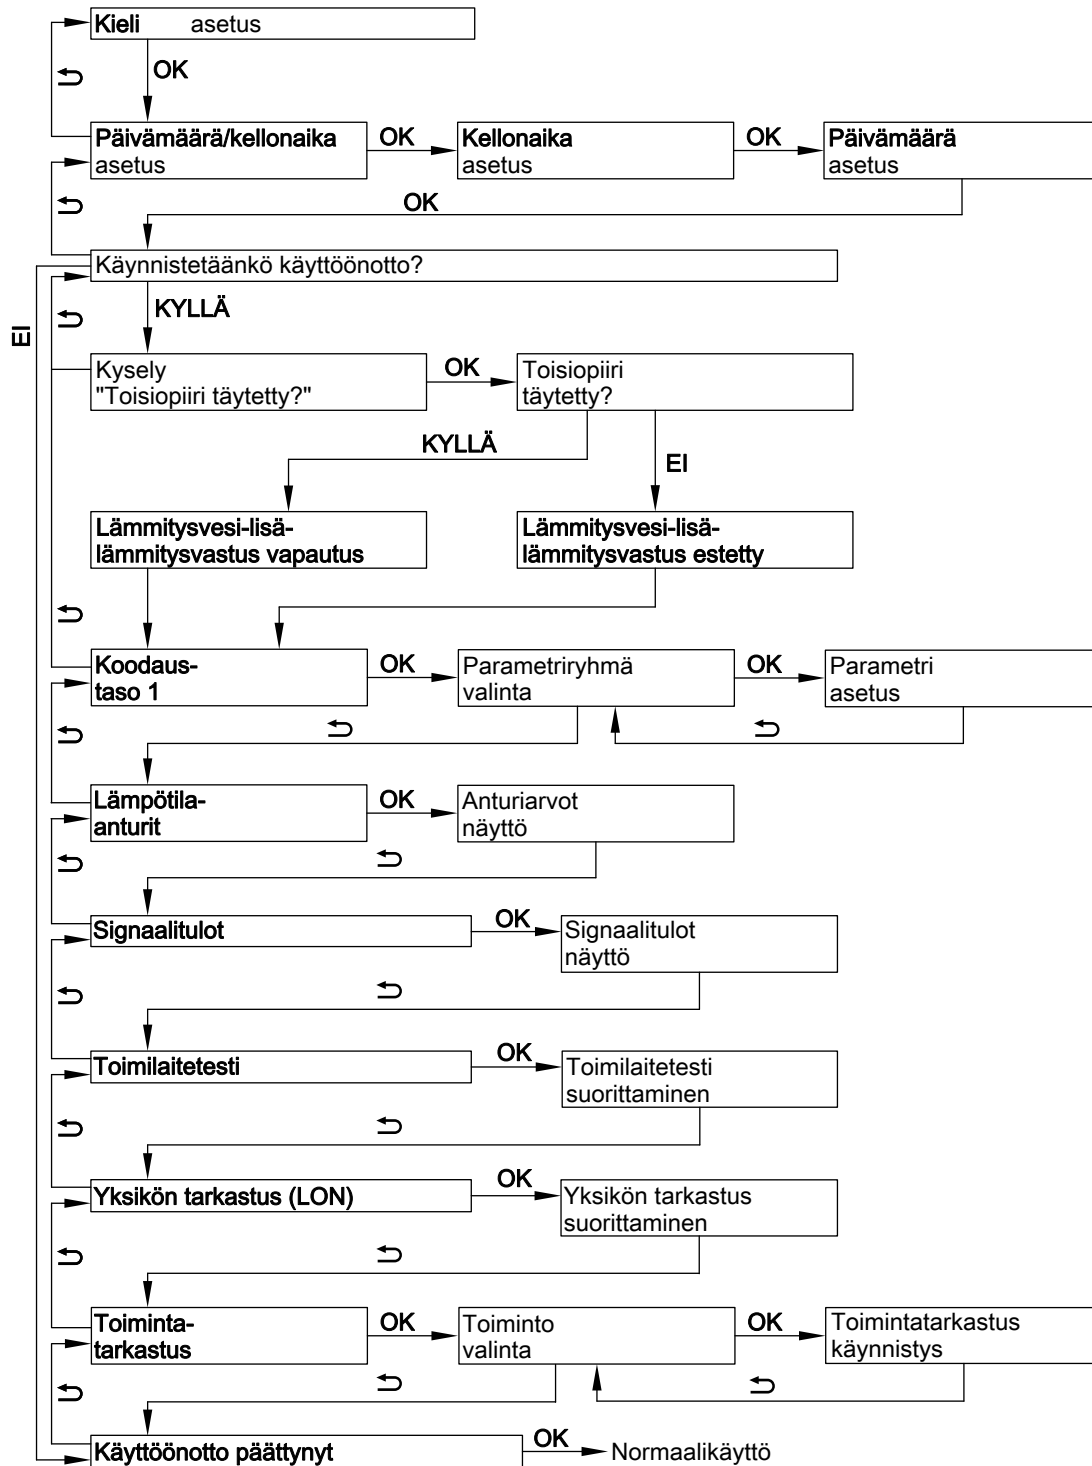 Kieli asetus
OK
Päivämäärä/kellonaika
asetus
OK
Kellonaika
asetus
OK
Päivämäärä
asetus
OK
Käynnistetäänkö käyttöönotto?
EI
KYLLÄ
Kysely
"Toisiopiiri täytetty?"
OK
Toisiopiiri
täytetty?
KYLLÄ
EI
Lämmitysvesi-lisä-
lämmitysvastus vapautus
Lämmitysvesi-lisä-
lämmitysvastus estetty
Koodaus-
taso 1
OK
Parametriryhmä
valinta
OK
Parametri
asetus
Lämpötila-
anturit
OK
Anturiarvot
näyttö
Signaalitulot
OK
Signaalitulot
näyttö
Toimilaitetesti
OK
Toimilaitetesti
suorittaminen
Yksikön tarkastus (LON)
OK
Yksikön tarkastus
suorittaminen
Toiminta-
tarkastus
OK
Toiminto
valinta
OK
Toimintatarkastus
käynnistys
Käyttöönotto päättynyt
OK
Normaalikäyttö